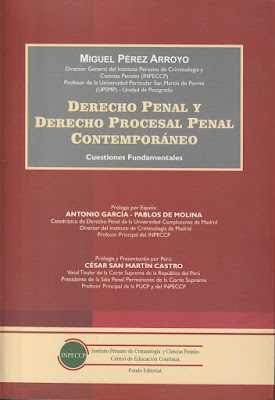 MIGUEL PÉREZ ARROYO
Director General del Instituto Peruano de Criminología y
Ciencias Penales (INPECCP)
Profesor de la Universidad Particular San Martín de Porres
(UPSMP) - Unidad de Postgrado
DERECHO PENAL Y
DERECHO PROCESAL PENAL
CONTEMPORÁNEO
Cuestiones Fundamentales
Prólogo por España:
ANTONIO GARCÍA - PABLOS DE MOLINA
Catedrático de Derecho Penal de la Universidad Complutense de Madrid
Director del Instituto de Criminología de Madrid
Profesor Principal del INPECCP
Prólogo y Presentación por Perú:
CÉSAR SAN MARTÍN CASTRO
Vocal Titular de la Corte Suprema de la República del Perú
Presidente de la Sala Penal Permanente de la Corte Suprema
Profesor Principal de la PUCP y del INPECCP
INPECCP
Instituto Peruano de Criminología y Ciencias Penales
Centro de Educación Continua
Fondo Editorial